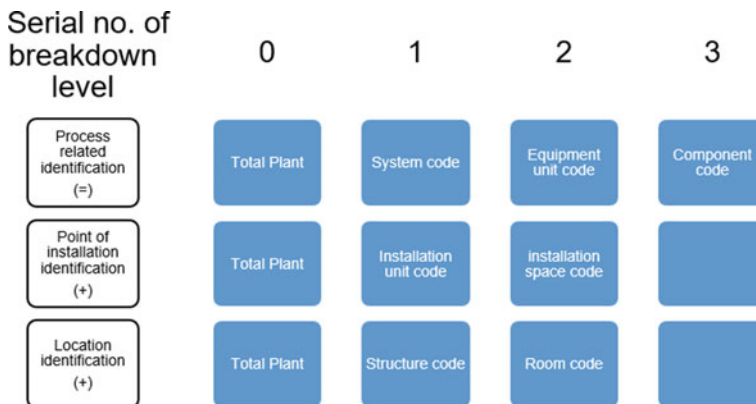 Serial no. of
breakdown
level
0
1
2
3
Process
related
identification
(=)
Total Plant
System code
Equipment
unit code
Component
code
Point of
installation
identification
(+)
Total Plant
Installation
unit code
installation
space code
Location
identification
(+)
Total Plant
Structure code
Room code